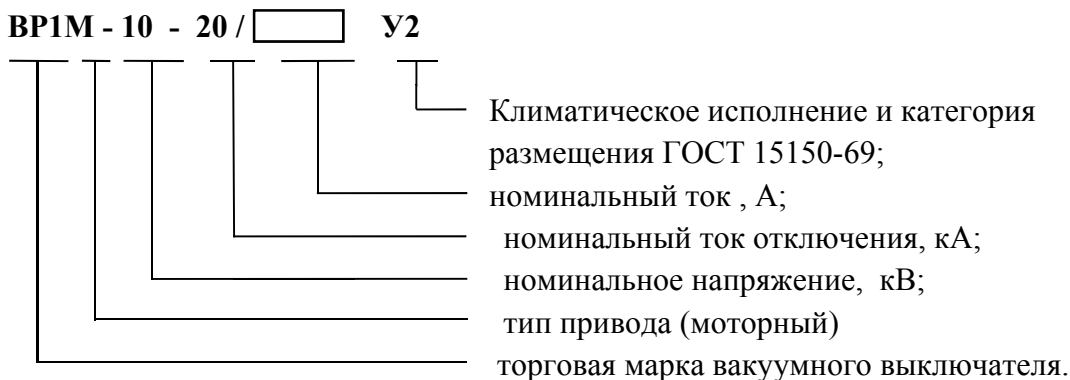 ВР1М - 10 - 20 / У2
Климатическое исполнение и категория
размещения ГОСТ 15150-69;
номинальный ток , А;
номинальный ток отключения, кА;
номинальное напряжение, кВ;
тип привода (моторный)
торговая марка вакуумного выключателя.